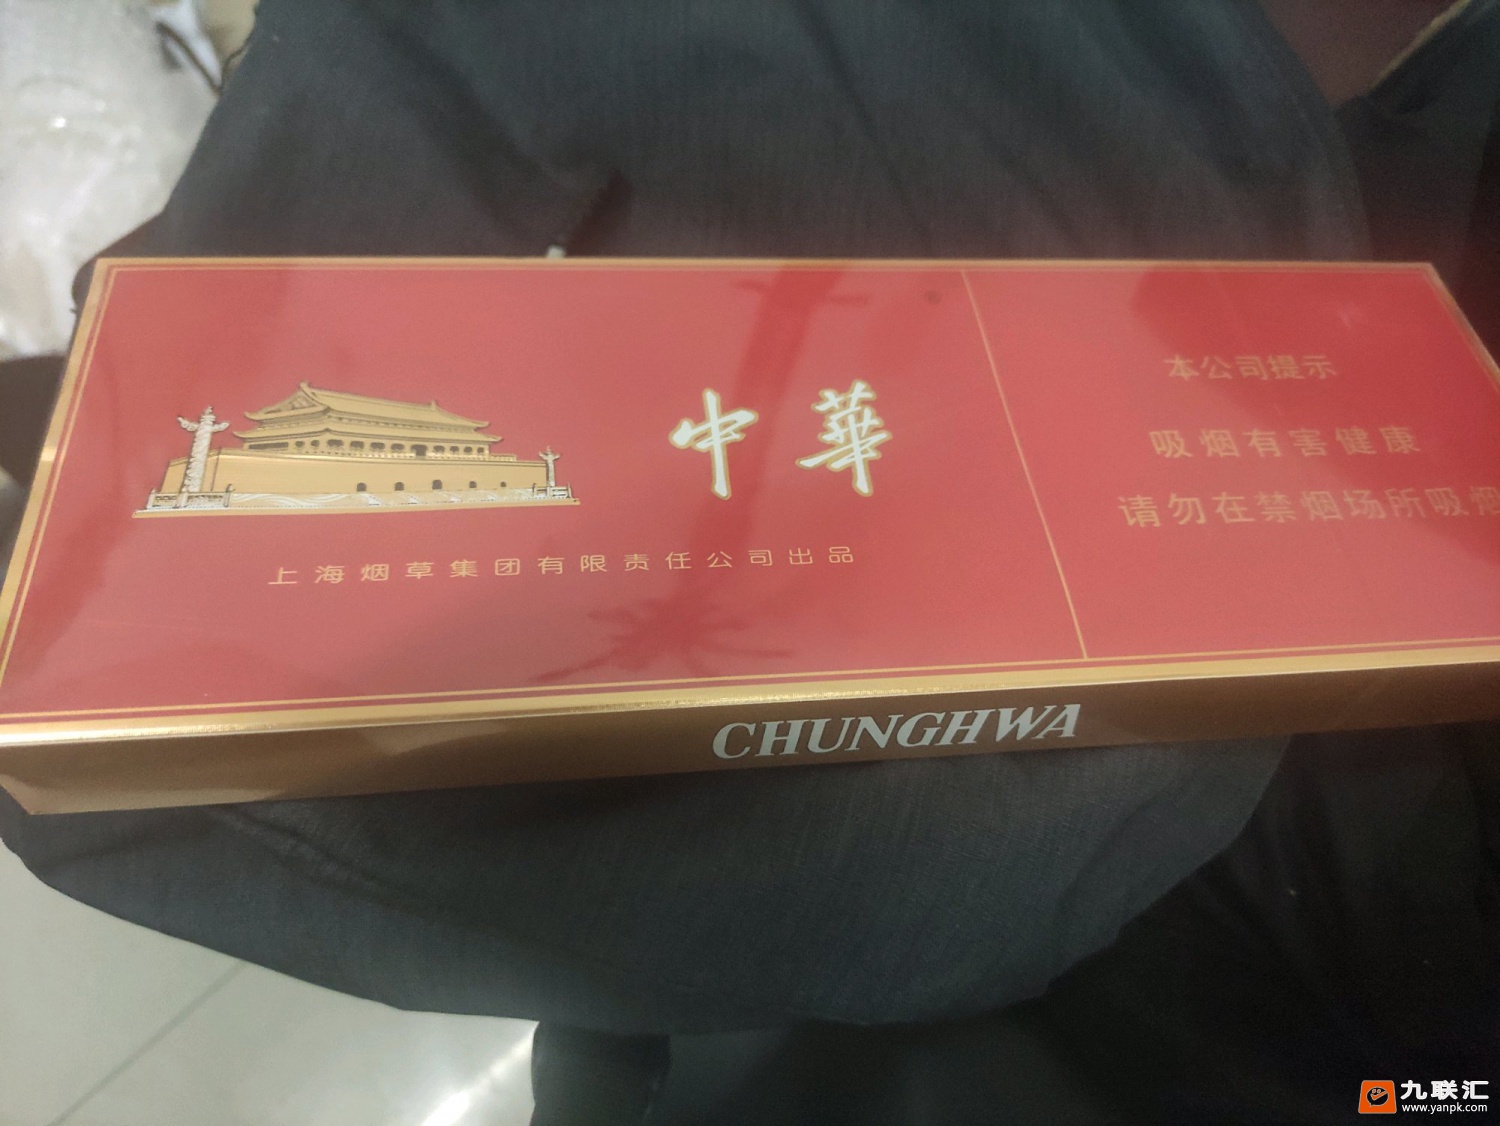 中華
上海烟草集团有限责任公司出品
本公司提示
吸烟有害健康
请勿在禁烟场所吸烟
CHUNGHWA
九联汇
www.yanpk.com